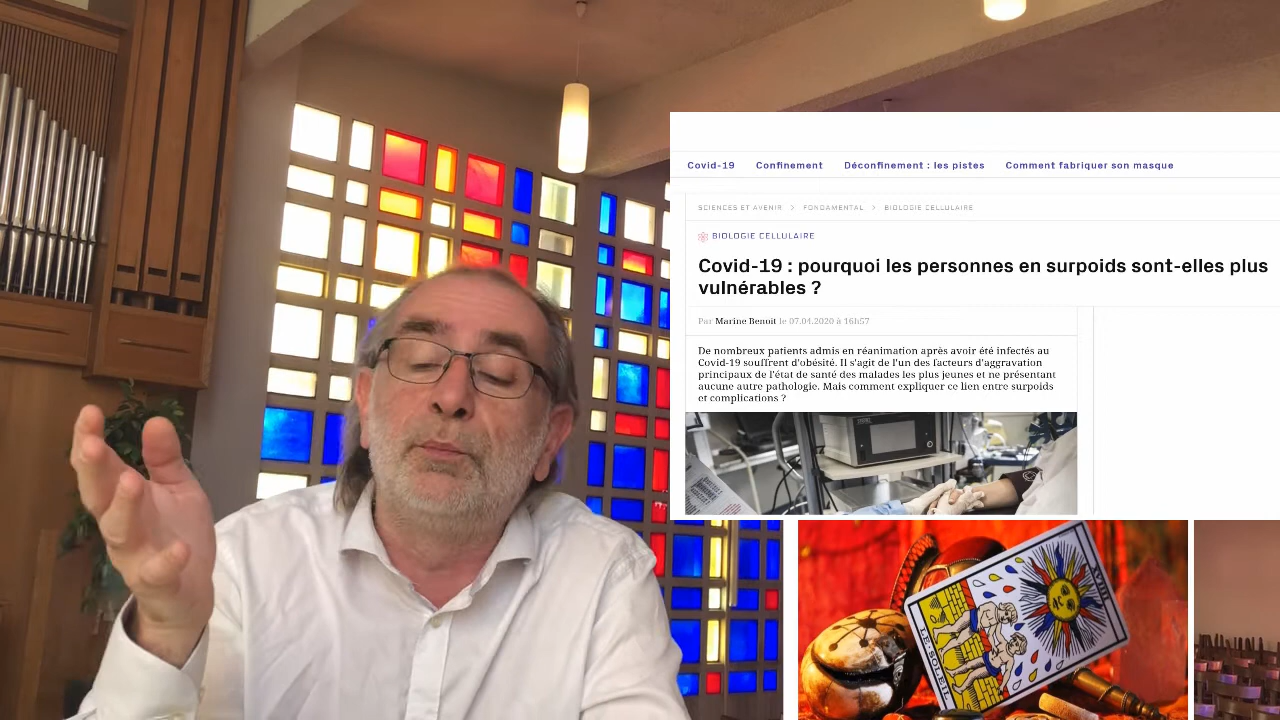 Covid-19 Confinement Déconfinement : les pistes Comment fabriquer son masque
SCIENCES ET AVENIR > FONDAMENTAL > BIOLOGIE CELLULAIRE
BIOLOGIE CELLULAIRE
Covid-19 : pourquoi les personnes en surpoids sont-elles plus
vulnérables ?
Par Marine Benoit le 07.04.2020 à 16h57
De nombreux patients admis en réanimation après avoir été infectés au
Covid-19 souffrent d'obésité. Il s'agit de l'un des facteurs d'aggravation
principaux de l'état de santé des malades les plus jeunes et ne présentant
aucune autre pathologie. Mais comment expliquer ce lien entre surpoids
et complications ?
XVIIII
LE·SOLEIL